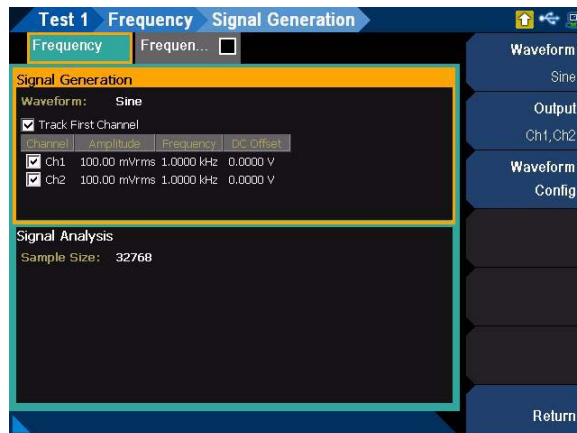 Test 1 Frequency Signal Generation
Frequency Frequen...
Waveform
Sine
Signal Generation
Waveform: Sine
Output
Ch1,Ch2
Track First Channel
Channel Amplitude Frequency DC Offset
Ch1 100.00 mVrms 1.0000 kHz 0.0000 V
Ch2 100.00 mVrms 1.0000 kHz 0.0000 V
Waveform
Config
Signal Analysis
Sample Size: 32768
Return